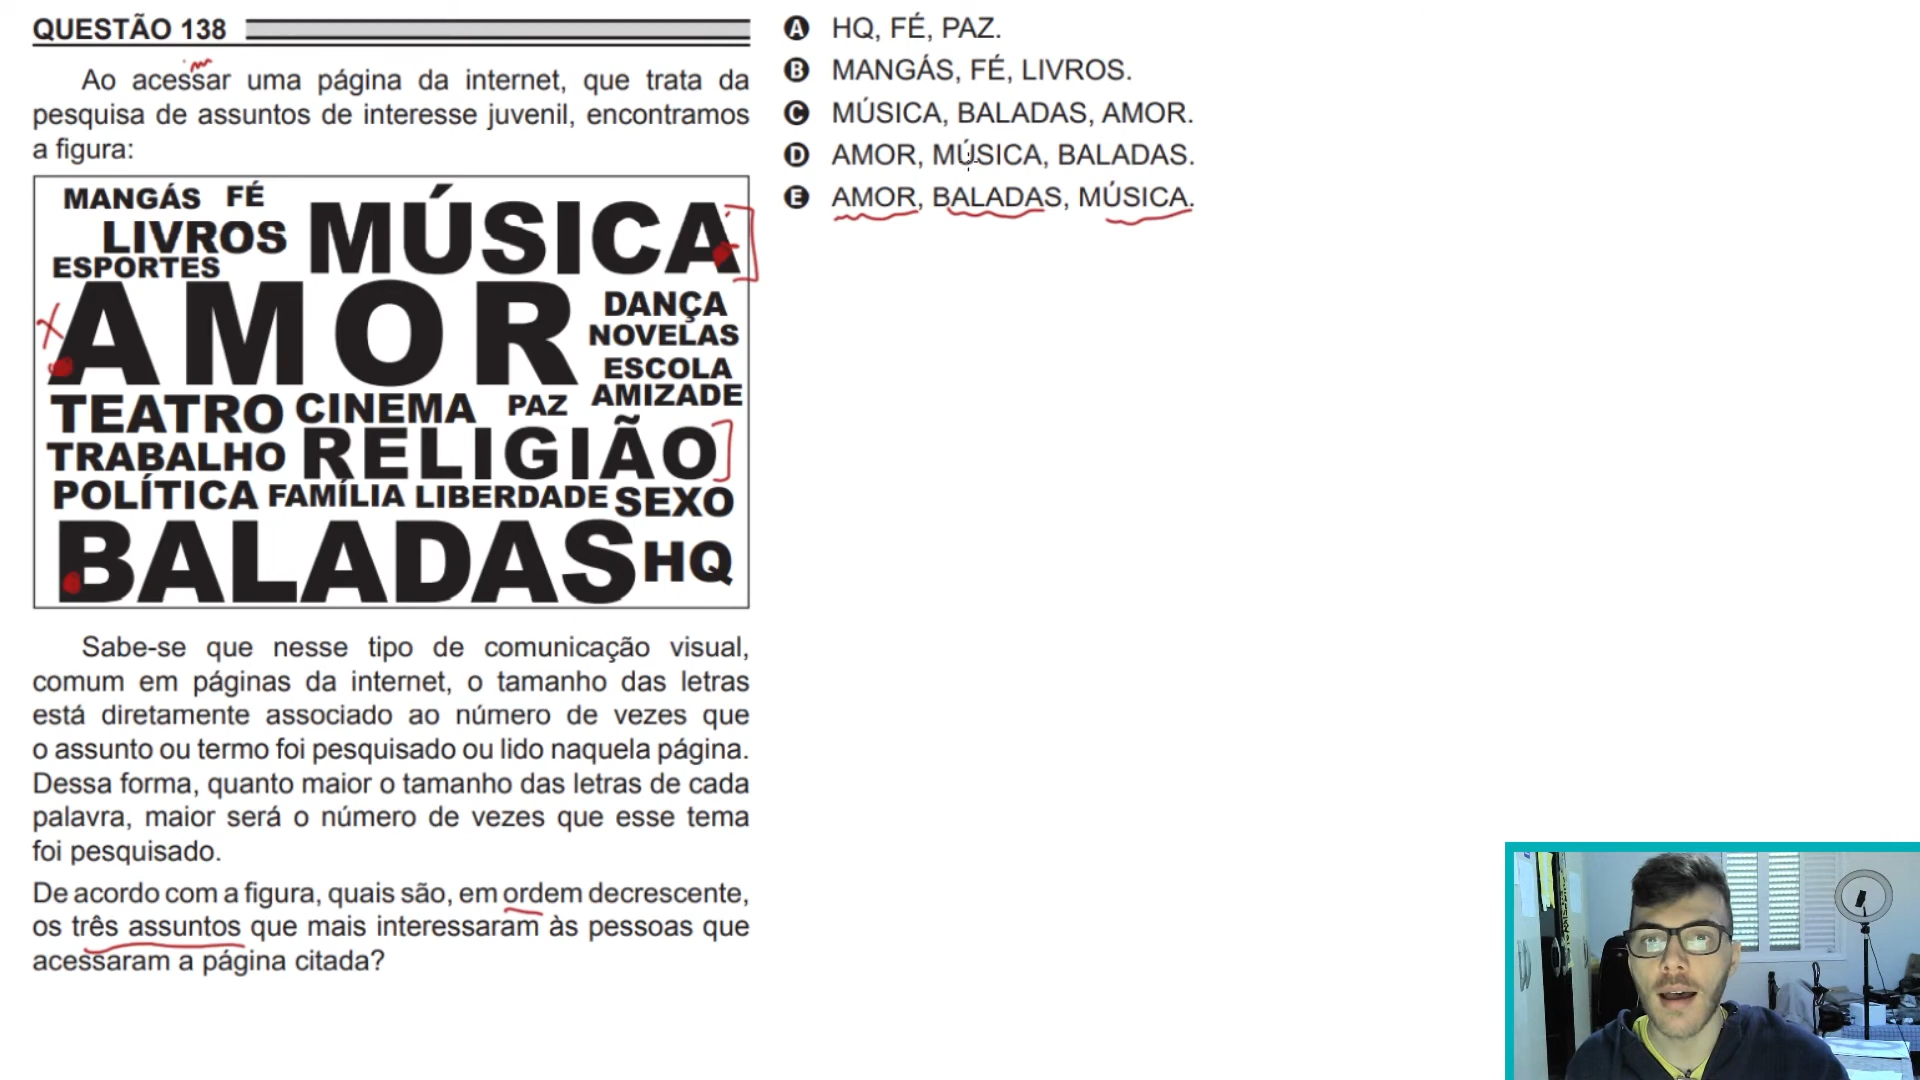 QUESTÃO 138
Ao acessar uma página da internet, que trata da
pesquisa de assuntos de interesse juvenil, encontramos
a figura:
MANGÁS FÉ
LIVROS MÚSICA
ESPORTES
AMOR
DANÇA
NOVELAS
ESCOLA
AMIZADE
TEATRO CINEMA PAZ
TRABALHO RELIGIÃO
POLÍTICA FAMÍLIA LIBERDADE SEXO
BALADAS HQ
Sabe-se que nesse tipo de comunicação visual,
comum em páginas da internet, o tamanho das letras
está diretamente associado ao número de vezes que
o assunto ou termo foi pesquisado ou lido naquela página.
Dessa forma, quanto maior o tamanho das letras de cada
palavra, maior será o número de vezes que esse tema
foi pesquisado.
De acordo com a figura, quais são, em ordem decrescente,
os três assuntos que mais interessaram às pessoas que
acessaram a página citada?
A HQ, FÉ, PAZ.
B MANGÁS, FÉ, LIVROS.
C MÚSICA, BALADAS, AMOR.
D AMOR, MÚSICA, BALADAS.
E AMOR, BALADAS, MÚSICA.